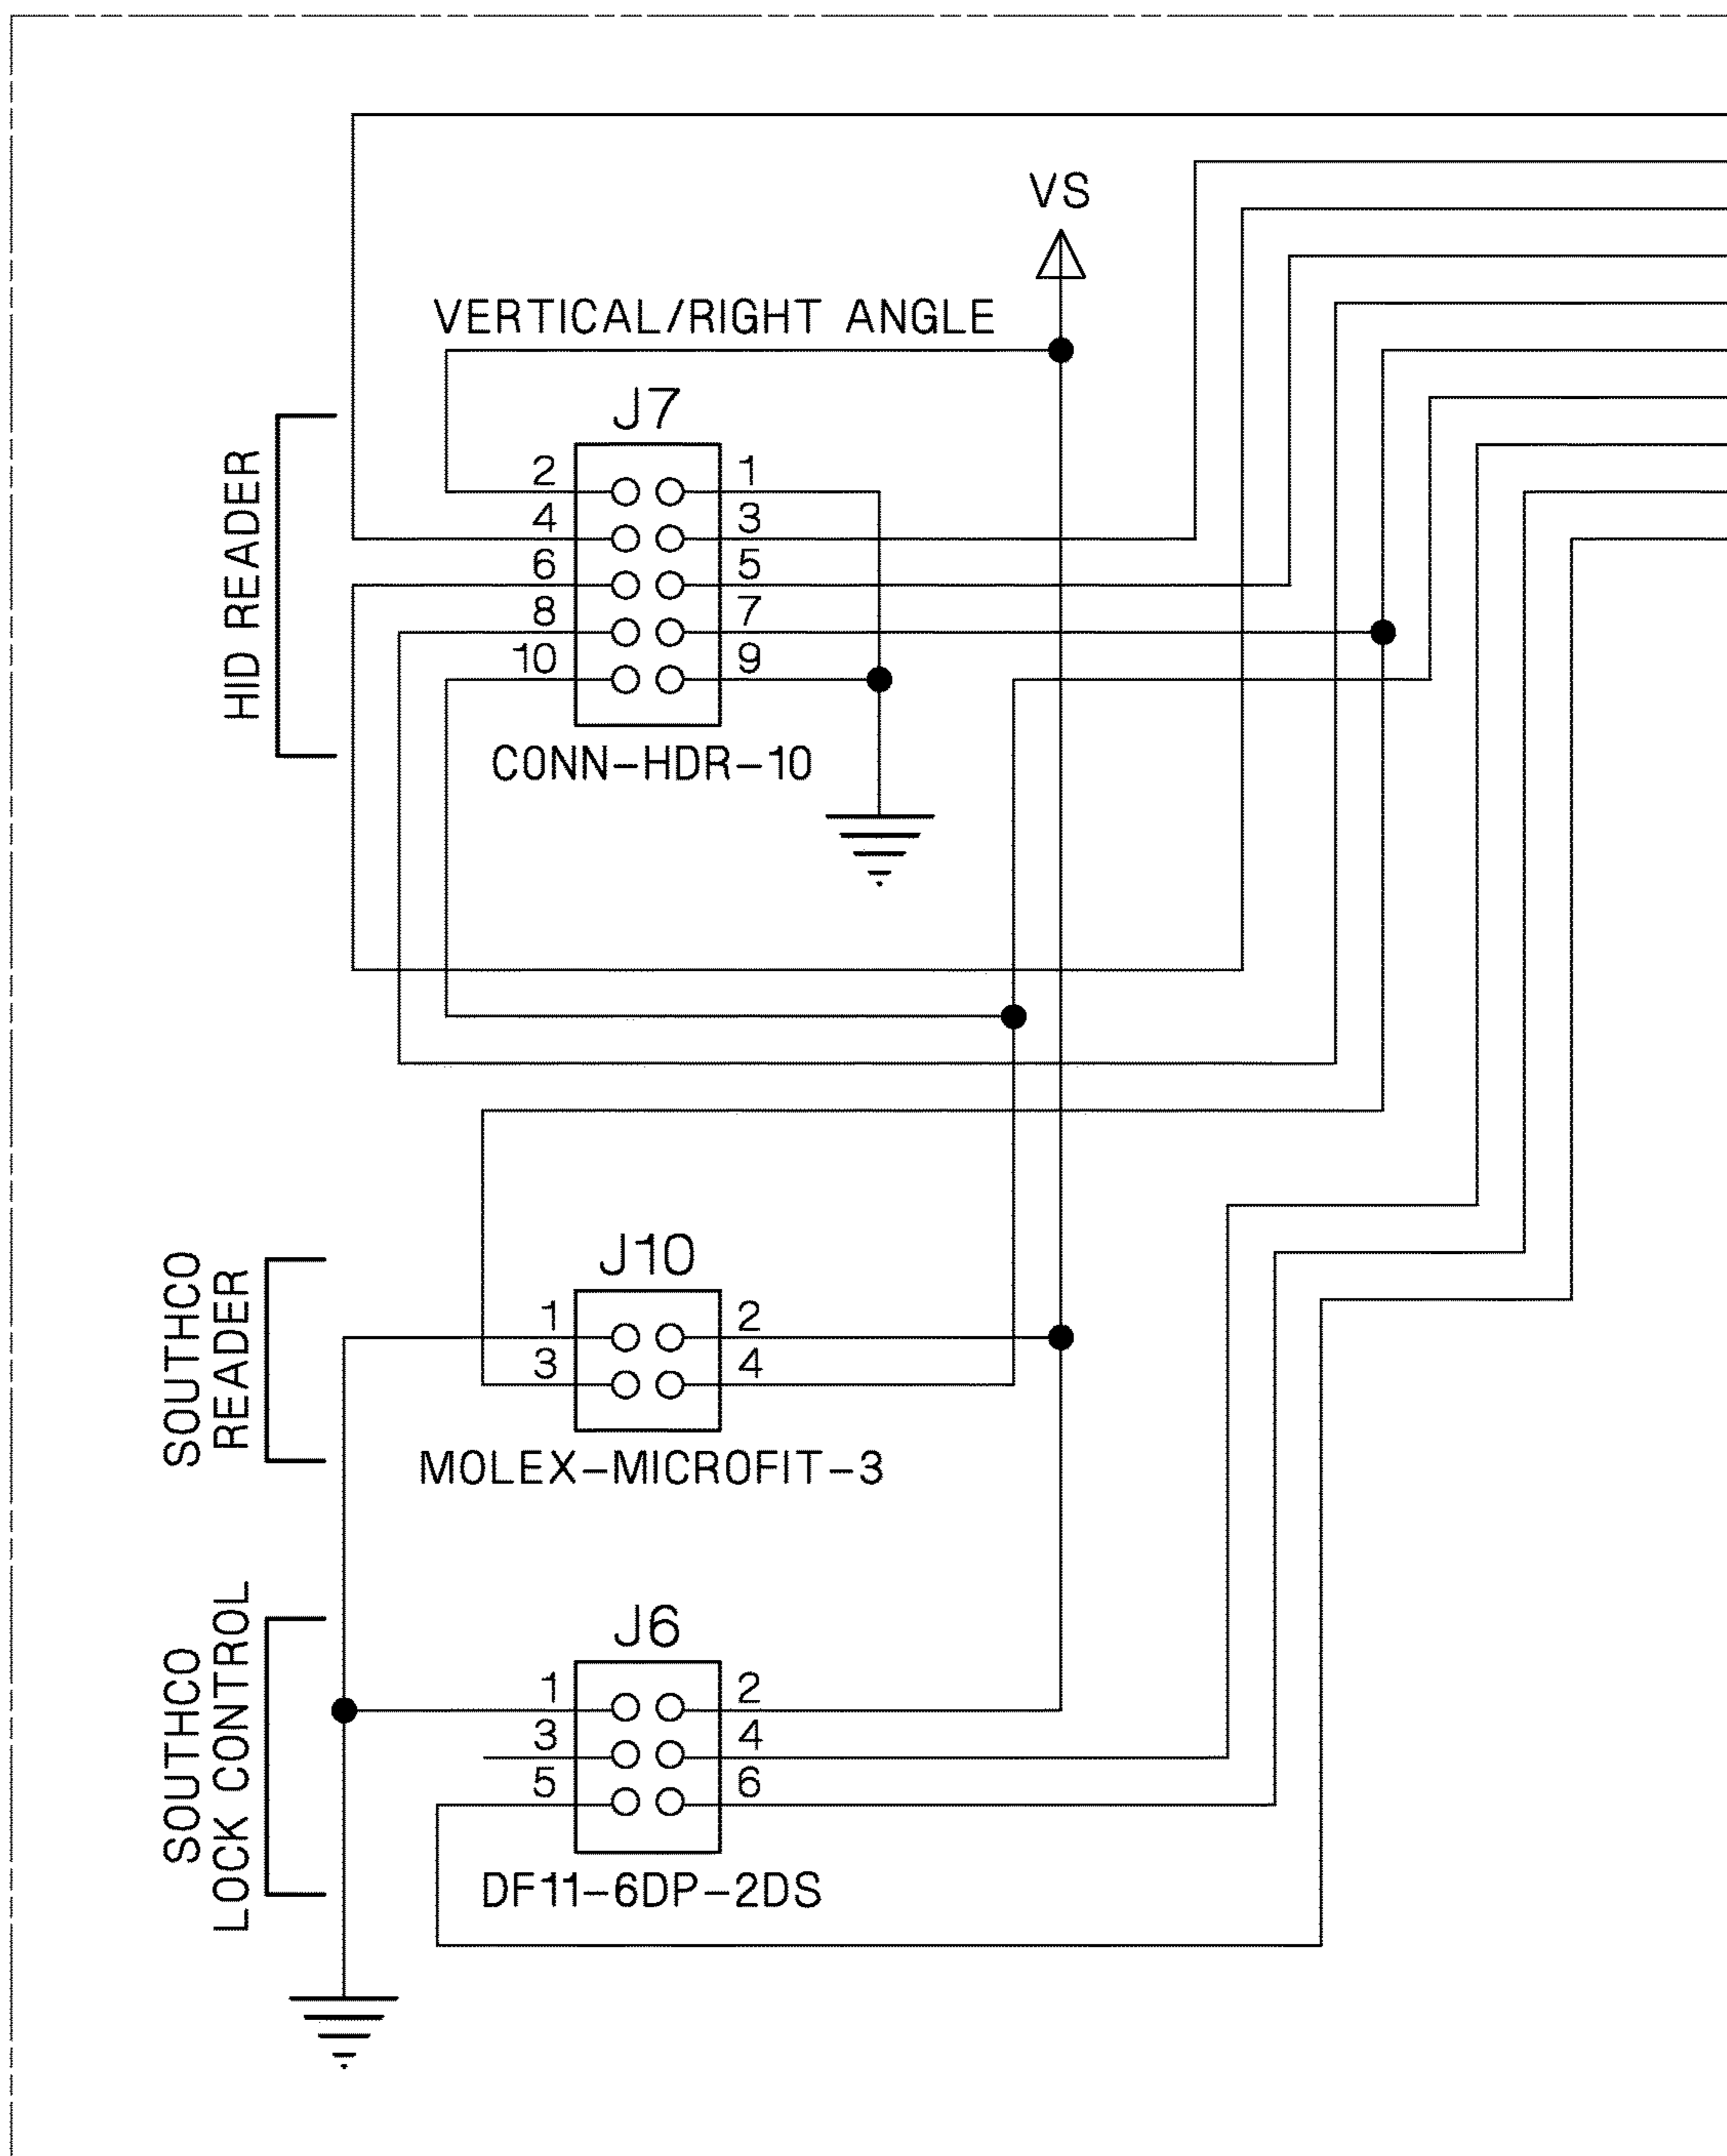 VS
VERTICAL/RIGHT ANGLE
J7
HID READER
2 1
4 3
6 5
8 7
10 9
CONN-HDR-10
J10
SOUTHCO
READER
1 2
3 4
MOLEX-MICROFIT-3
J6
SOUTHCO
LOCK CONTROL
1 2
3 4
5 6
DF11-6DP-2DS